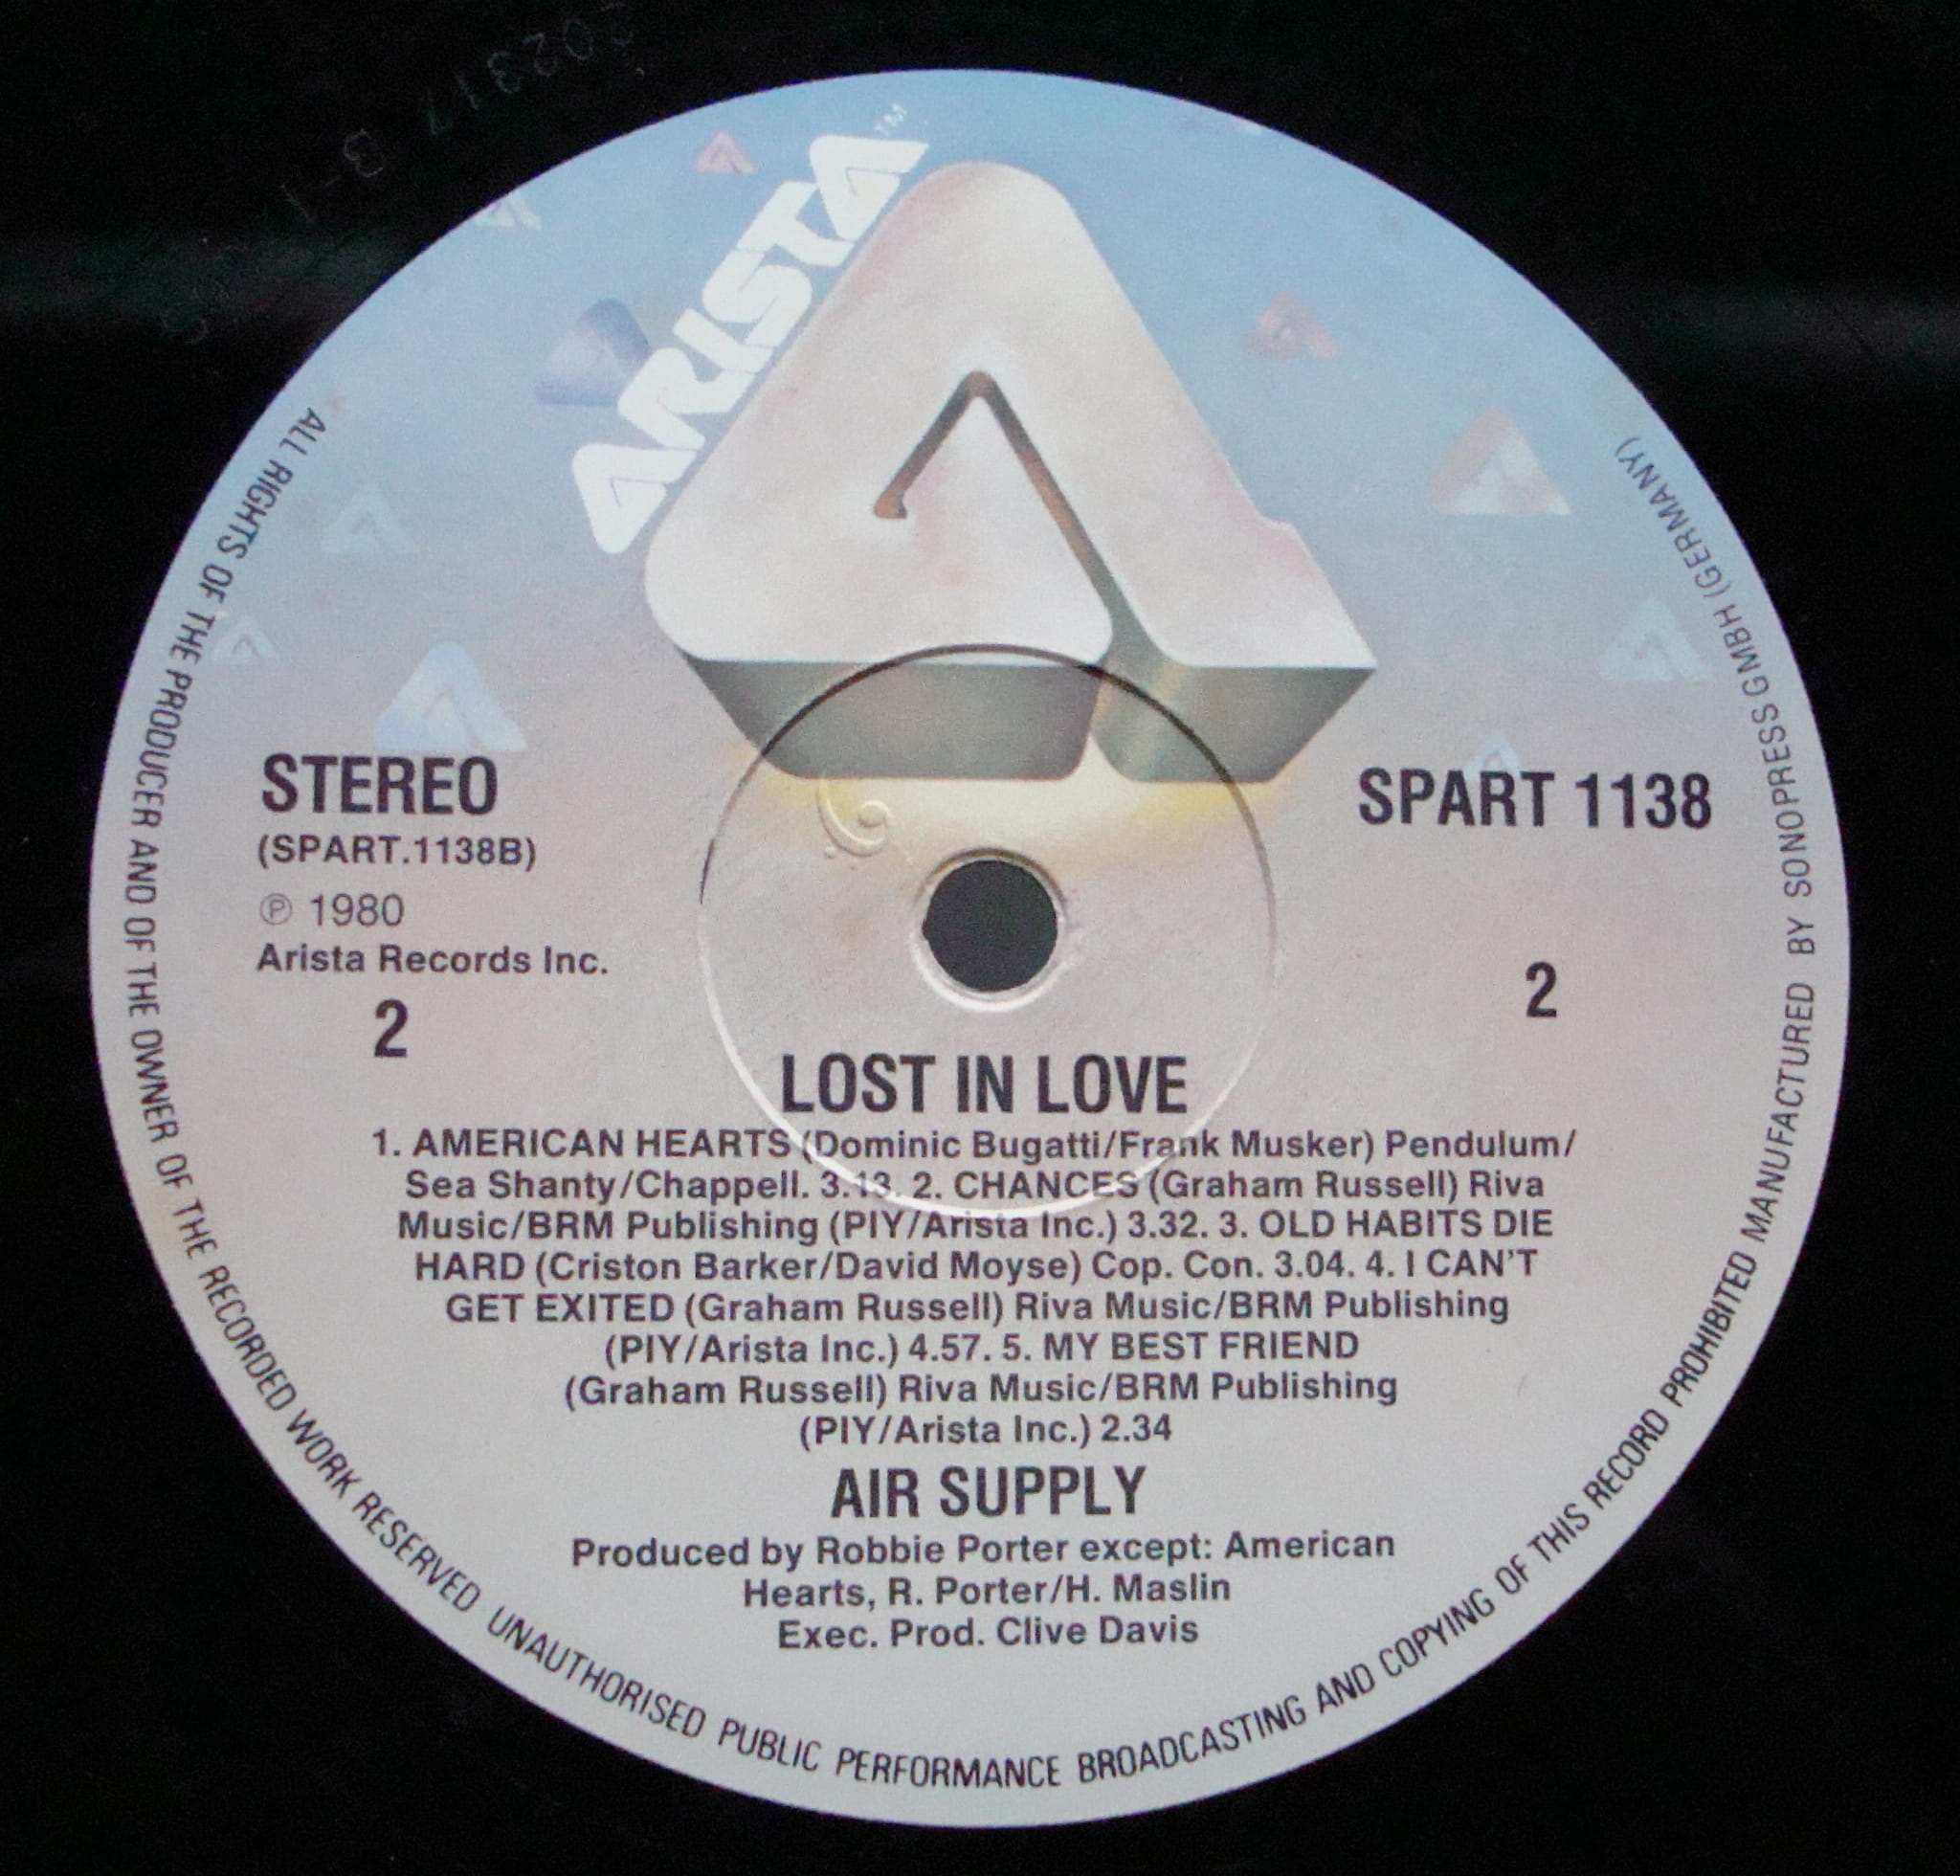 ARISTA™
STEREO
(SPART.1138B)
℗ 1980
Arista Records Inc.
2
SPART 1138
2
LOST IN LOVE
1. AMERICAN HEARTS (Dominic Bugatti/Frank Musker) Pendulum/
Sea Shanty/Chappell. 3.13. 2. CHANCES (Graham Russell) Riva
Music/BRM Publishing (PIY/Arista Inc.) 3.32. 3. OLD HABITS DIE
HARD (Criston Barker/David Moyse) Cop. Con. 3.04. 4. I CAN'T
GET EXITED (Graham Russell) Riva Music/BRM Publishing
(PIY/Arista Inc.) 4.57. 5. MY BEST FRIEND
(Graham Russell) Riva Music/BRM Publishing
(PIY/Arista Inc.) 2.34
AIR SUPPLY
Produced by Robbie Porter except: American
Hearts, R. Porter/H. Maslin
Exec. Prod. Clive Davis
ALL RIGHTS OF THE PRODUCER AND OF THE OWNER OF THE RECORDED WORK RESERVED UNAUTHORISED PUBLIC PERFORMANCE BROADCASTING AND COPYING OF THIS RECORD PROHIBITED MANUFACTURED BY SONOPRESS GMBH (GERMANY)